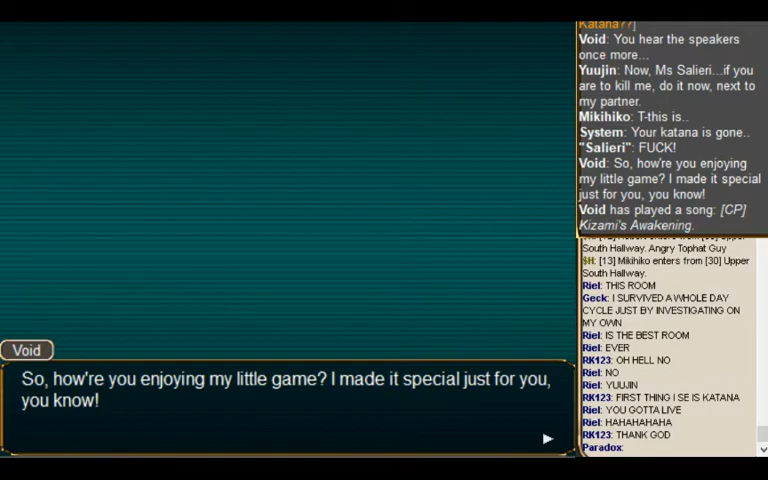 Katana??]
Void: You hear the speakers
once more...
Yuujin: Now, Ms Salieri...if you
are to kill me, do it now, next to
my partner.
Mikihiko: T-this is..
System: Your katana is gone..
"Salieri": FUCK!
Void: So, how're you enjoying
my little game? I made it special
just for you, you know!
Void has played a song: [CP]
Kizami's Awakening.
South Hallway. Angry Tophat Guy
$H: [13] Mikihiko enters from [30] Upper
South Hallway.
Riel: THIS ROOM
Geck: I SURVIVED A WHOLE DAY
CYCLE JUST BY INVESTIGATING ON
MY OWN
Riel: IS THE BEST ROOM
Riel: EVER
RK123: OH HELL NO
Riel: NO
Riel: YUUJIN
RK123: FIRST THING I SE IS KATANA
Riel: YOU GOTTA LIVE
Riel: HAHAHAHAHA
RK123: THANK GOD
Paradox:
Void
So, how're you enjoying my little game? I made it special just for you,
you know!